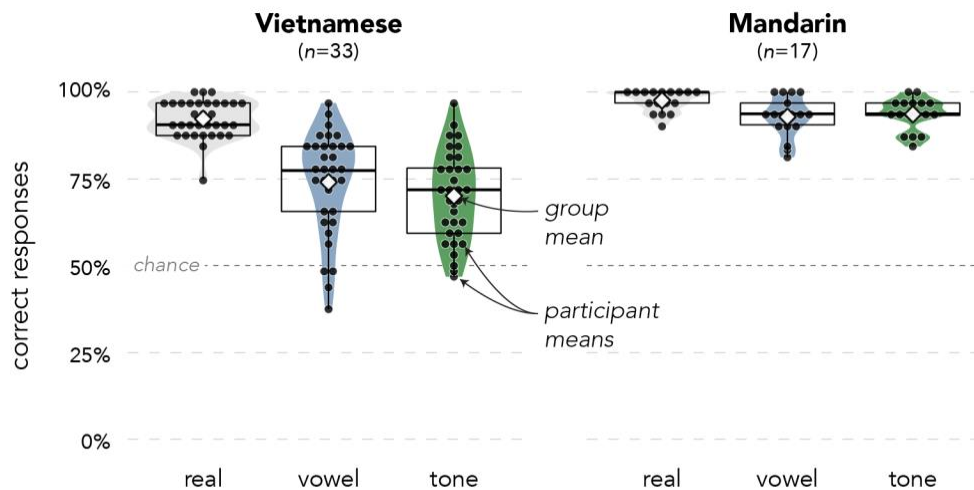 Vietnamese
(n=33)
Mandarin
(n=17)
correct responses
100%
75%
50%
25%
0%
chance
group
mean
participant
means
real
vowel
tone
real
vowel
tone